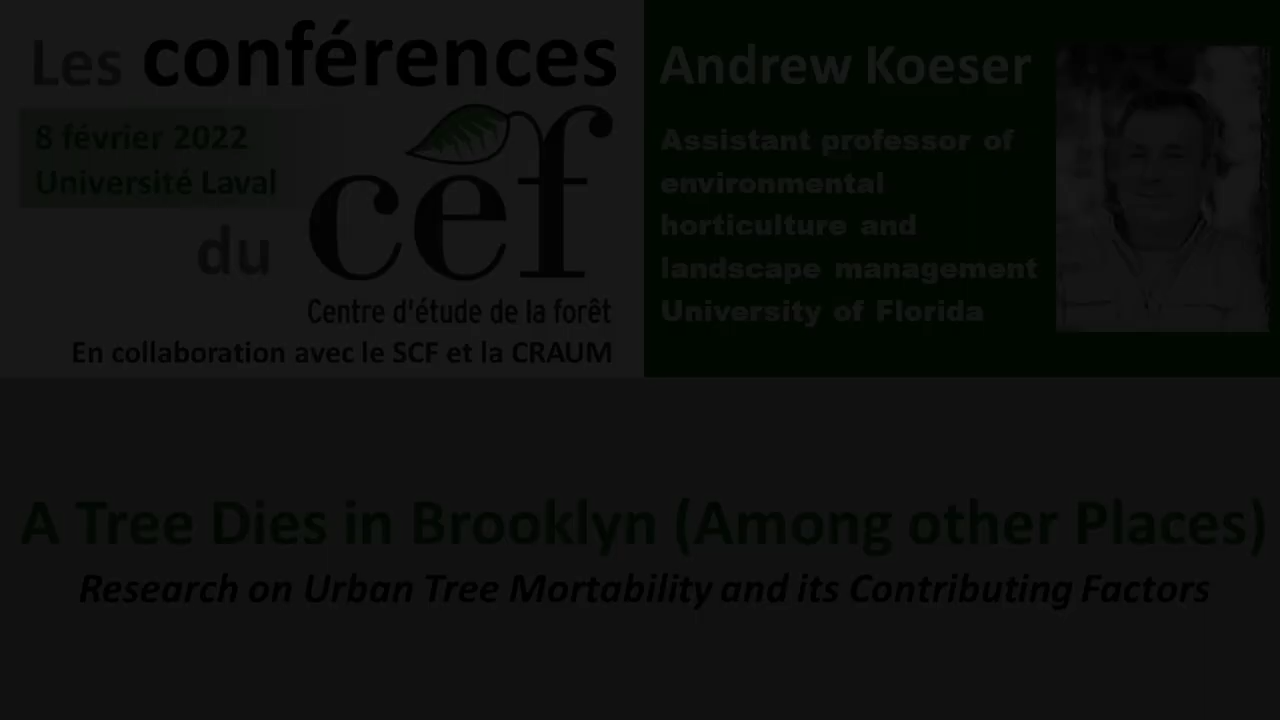 Les conférences
8 février 2022
Université Laval
du cef
Centre d'étude de la forêt
En collaboration avec le SCF et la CRAUM
Andrew Koeser
Assistant professor of
environmental
horticulture and
landscape management
University of Florida
A Tree Dies in Brooklyn (Among other Places)
Research on Urban Tree Mortability and its Contributing Factors